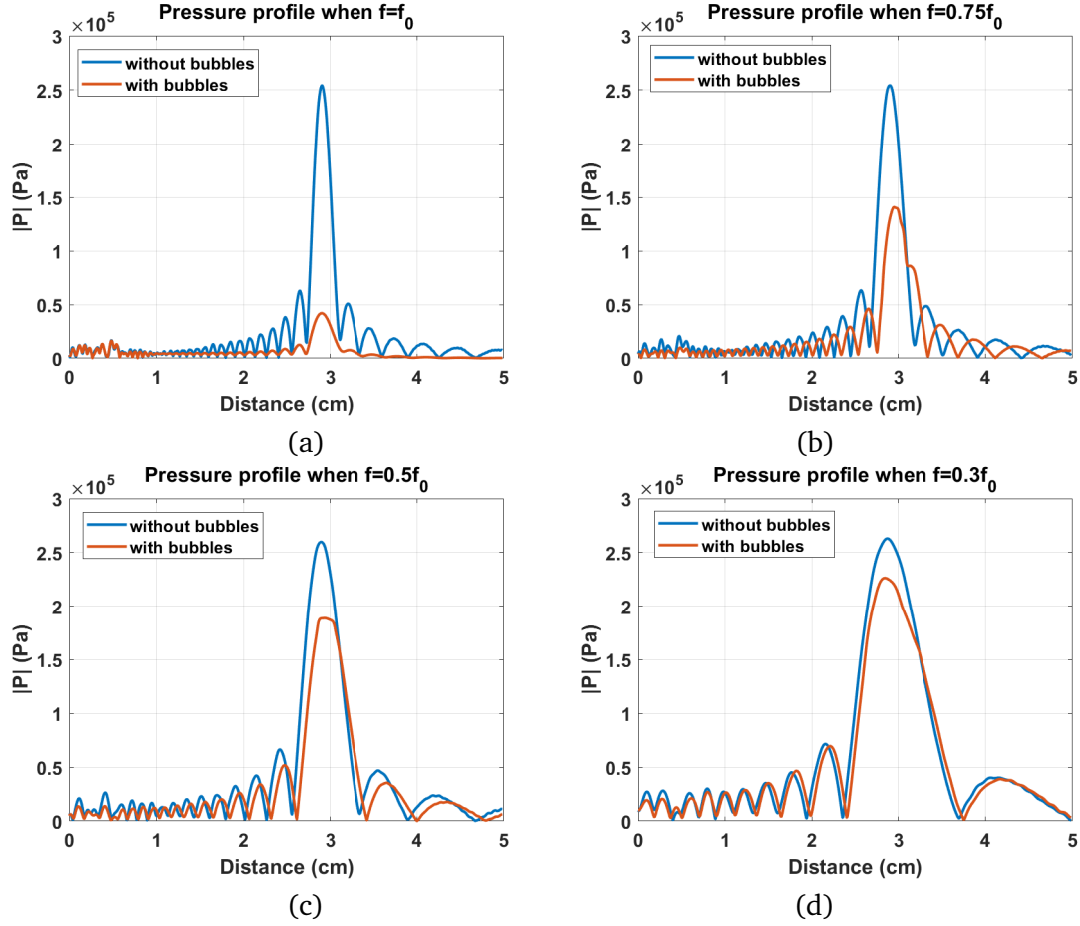 Pressure profile when f=f0
×10^5
3
2.5
2
1.5
1
0.5
0
|P| (Pa)
without bubbles
with bubbles
0 1 2 3 4 5
Distance (cm)
(a)
Pressure profile when f=0.75f0
×10^5
3
2.5
2
1.5
1
0.5
0
|P| (Pa)
without bubbles
with bubbles
0 1 2 3 4 5
Distance (cm)
(b)
Pressure profile when f=0.5f0
×10^5
3
2.5
2
1.5
1
0.5
0
|P| (Pa)
without bubbles
with bubbles
0 1 2 3 4 5
Distance (cm)
(c)
Pressure profile when f=0.3f0
×10^5
3
2.5
2
1.5
1
0.5
0
|P| (Pa)
without bubbles
with bubbles
0 1 2 3 4 5
Distance (cm)
(d)